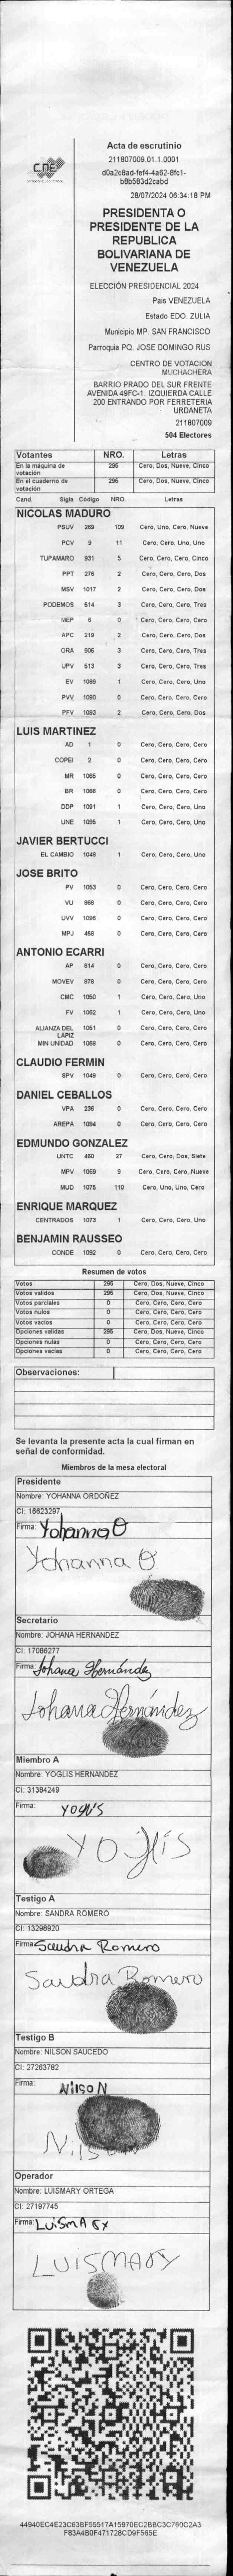 CNE
Acta de escrutinio
211807009.01.1.0001
d0a2c8ad-fef4-4a62-8fc1-
b8b583d2cabd
28/07/2024 06:34:18 PM
PRESIDENTA O
PRESIDENTE DE LA
REPUBLICA
BOLIVARIANA DE
VENEZUELA
ELECCIÓN PRESIDENCIAL 2024
País VENEZUELA
Estado EDO. ZULIA
Municipio MP. SAN FRANCISCO
Parroquia PQ. JOSE DOMINGO RUS
CENTRO DE VOTACION
MUCHACHERA
BARRIO PRADO DEL SUR FRENTE
AVENIDA 49FC-1. IZQUIERDA CALLE
200 ENTRANDO POR FERRETERIA
URDANETA
211807009
504 Electores
Votantes NRO. Letras
En la máquina de votación 295 Cero, Dos, Nueve, Cinco
En el cuaderno de votación 295 Cero, Dos, Nueve, Cinco
Cand. Sigla Código NRO. Letras
NICOLAS MADURO
PSUV 269 109 Cero, Uno, Cero, Nueve
PCV 9 11 Cero, Cero, Uno, Uno
TUPAMARO 931 5 Cero, Cero, Cero, Cinco
PPT 276 2 Cero, Cero, Cero, Dos
MSV 1017 2 Cero, Cero, Cero, Dos
PODEMOS 514 3 Cero, Cero, Cero, Tres
MEP 6 0 Cero, Cero, Cero, Cero
APC 219 2 Cero, Cero, Cero, Dos
ORA 906 3 Cero, Cero, Cero, Tres
UPV 513 3 Cero, Cero, Cero, Tres
EV 1089 1 Cero, Cero, Cero, Uno
PVV 1090 0 Cero, Cero, Cero, Cero
PFV 1093 2 Cero, Cero, Cero, Dos
LUIS MARTINEZ
AD 1 0 Cero, Cero, Cero, Cero
COPEI 2 0 Cero, Cero, Cero, Cero
MR 1065 0 Cero, Cero, Cero, Cero
BR 1066 0 Cero, Cero, Cero, Cero
DDP 1091 1 Cero, Cero, Cero, Uno
UNE 1095 1 Cero, Cero, Cero, Uno
JAVIER BERTUCCI
EL CAMBIO 1048 1 Cero, Cero, Cero, Uno
JOSE BRITO
PV 1053 0 Cero, Cero, Cero, Cero
VU 868 0 Cero, Cero, Cero, Cero
UVV 1096 0 Cero, Cero, Cero, Cero
MPJ 458 0 Cero, Cero, Cero, Cero
ANTONIO ECARRI
AP 814 0 Cero, Cero, Cero, Cero
MOVEV 878 0 Cero, Cero, Cero, Cero
CMC 1050 1 Cero, Cero, Cero, Uno
FV 1062 1 Cero, Cero, Cero, Uno
ALIANZA DEL LAPIZ 1051 0 Cero, Cero, Cero, Cero
MIN UNIDAD 1068 0 Cero, Cero, Cero, Cero
CLAUDIO FERMIN
SPV 1049 0 Cero, Cero, Cero, Cero
DANIEL CEBALLOS
VPA 236 0 Cero, Cero, Cero, Cero
AREPA 1094 0 Cero, Cero, Cero, Cero
EDMUNDO GONZALEZ
UNTC 460 27 Cero, Cero, Dos, Siete
MPV 1069 9 Cero, Cero, Cero, Nueve
MUD 1075 110 Cero, Uno, Uno, Cero
ENRIQUE MARQUEZ
CENTRADOS 1073 1 Cero, Cero, Cero, Uno
BENJAMIN RAUSSEO
CONDE 1092 0 Cero, Cero, Cero, Cero
Resumen de votos
Votos 295 Cero, Dos, Nueve, Cinco
Votos validos 295 Cero, Dos, Nueve, Cinco
Votos parciales 0 Cero, Cero, Cero, Cero
Votos nulos 0 Cero, Cero, Cero, Cero
Votos vacios 0 Cero, Cero, Cero, Cero
Opciones validas 295 Cero, Dos, Nueve, Cinco
Opciones nulas 0 Cero, Cero, Cero, Cero
Opciones vacias 0 Cero, Cero, Cero, Cero
Observaciones:
Se levanta la presente acta la cual firman en
señal de conformidad.
Miembros de la mesa electoral
Presidente
Nombre: YOHANNA ORDOÑEZ
CI: 16623297
Firma: Yohanna O
Yohanna O
Secretario
Nombre: JOHANA HERNANDEZ
CI: 17086277
Firma: Johana Hernández
Johana Hernández
Miembro A
Nombre: YOGLIS HERNANDEZ
CI: 31384249
Firma: YOGLIS
YOGLIS
Testigo A
Nombre: SANDRA ROMERO
CI: 13298920
Firma: Sandra Romero
Sandra Romero
Testigo B
Nombre: NILSON SAUCEDO
CI: 27263762
Firma: NilsoN
Nilson
Operador
Nombre: LUISMARY ORTEGA
CI: 27197745
Firma: LUiSmARy
LUISMARY
44940EC4E23C63BF55517A15970EC2BBC3C760C2A3
F83A4B0F471728CD9F565E